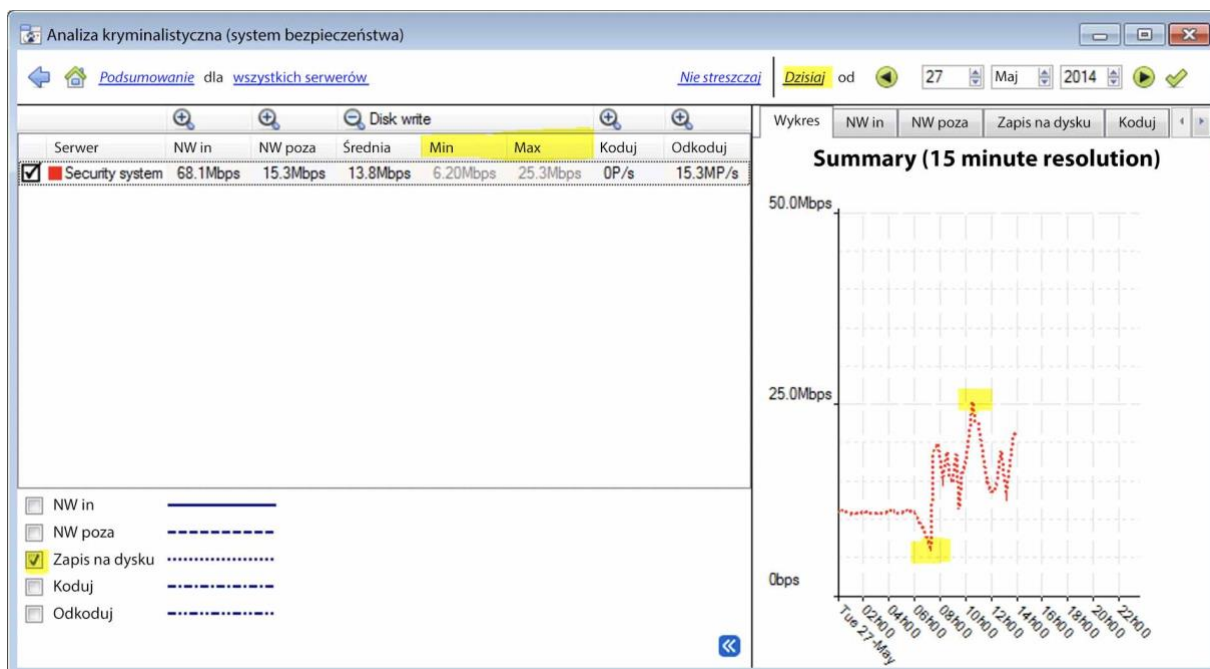 Analiza kryminalistyczna (system bezpieczeństwa)
Podsumowanie dla wszystkich serwerów Nie streszczaj Dzisiaj od 27 Maj 2014
Disk write
Serwer NW in NW poza Średnia Min Max Koduj Odkoduj
Security system 68.1Mbps 15.3Mbps 13.8Mbps 6.20Mbps 25.3Mbps 0P/s 15.3MP/s
NW in
NW poza
Zapis na dysku
Koduj
Odkoduj
Wykres NW in NW poza Zapis na dysku Koduj
Summary (15 minute resolution)
50.0Mbps
25.0Mbps
0bps
Tue 27-May 02h00 04h00 06h00 08h00 10h00 12h00 14h00 16h00 18h00 20h00 22h00